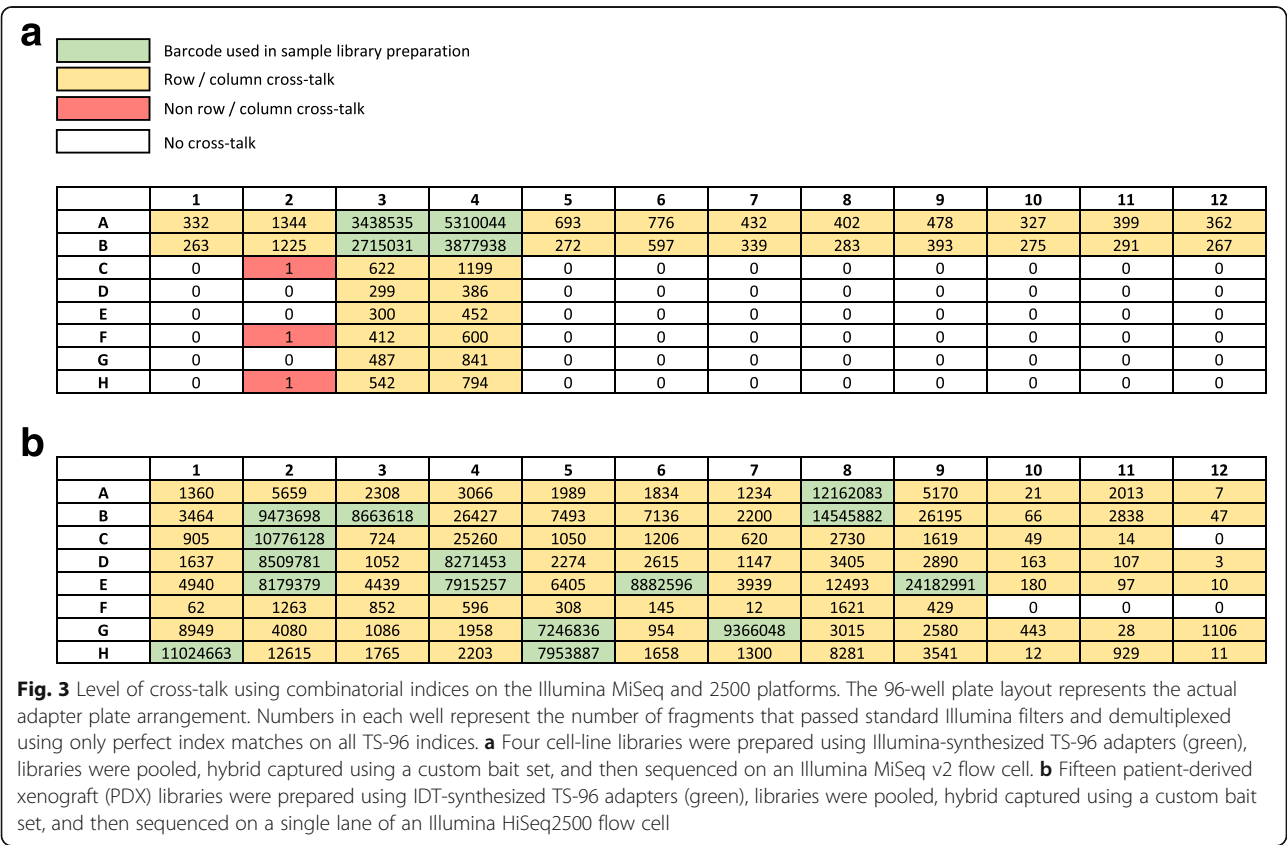 a
Barcode used in sample library preparation
Row / column cross-talk
Non row / column cross-talk
No cross-talk
1 2 3 4 5 6 7 8 9 10 11 12
A 332 1344 3438535 5310044 693 776 432 402 478 327 399 362
B 263 1225 2715031 3877938 272 597 339 283 393 275 291 267
C 0 1 622 1199 0 0 0 0 0 0 0 0
D 0 0 299 386 0 0 0 0 0 0 0 0
E 0 0 300 452 0 0 0 0 0 0 0 0
F 0 1 412 600 0 0 0 0 0 0 0 0
G 0 0 487 841 0 0 0 0 0 0 0 0
H 0 1 542 794 0 0 0 0 0 0 0 0
b
1 2 3 4 5 6 7 8 9 10 11 12
A 1360 5659 2308 3066 1989 1834 1234 12162083 5170 21 2013 7
B 3464 9473698 8663618 26427 7493 7136 2200 14545882 26195 66 2838 47
C 905 10776128 724 25260 1050 1206 620 2730 1619 49 14 0
D 1637 8509781 1052 8271453 2274 2615 1147 3405 2890 163 107 3
E 4940 8179379 4439 7915257 6405 8882596 3939 12493 24182991 180 97 10
F 62 1263 852 596 308 145 12 1621 429 0 0 0
G 8949 4080 1086 1958 7246836 954 9366048 3015 2580 443 28 1106
H 11024663 12615 1765 2203 7953887 1658 1300 8281 3541 12 929 11
Fig. 3 Level of cross-talk using combinatorial indices on the Illumina MiSeq and 2500 platforms. The 96-well plate layout represents the actual
adapter plate arrangement. Numbers in each well represent the number of fragments that passed standard Illumina filters and demultiplexed
using only perfect index matches on all TS-96 indices. a Four cell-line libraries were prepared using Illumina-synthesized TS-96 adapters (green),
libraries were pooled, hybrid captured using a custom bait set, and then sequenced on an Illumina MiSeq v2 flow cell. b Fifteen patient-derived
xenograft (PDX) libraries were prepared using IDT-synthesized TS-96 adapters (green), libraries were pooled, hybrid captured using a custom bait
set, and then sequenced on a single lane of an Illumina HiSeq2500 flow cell